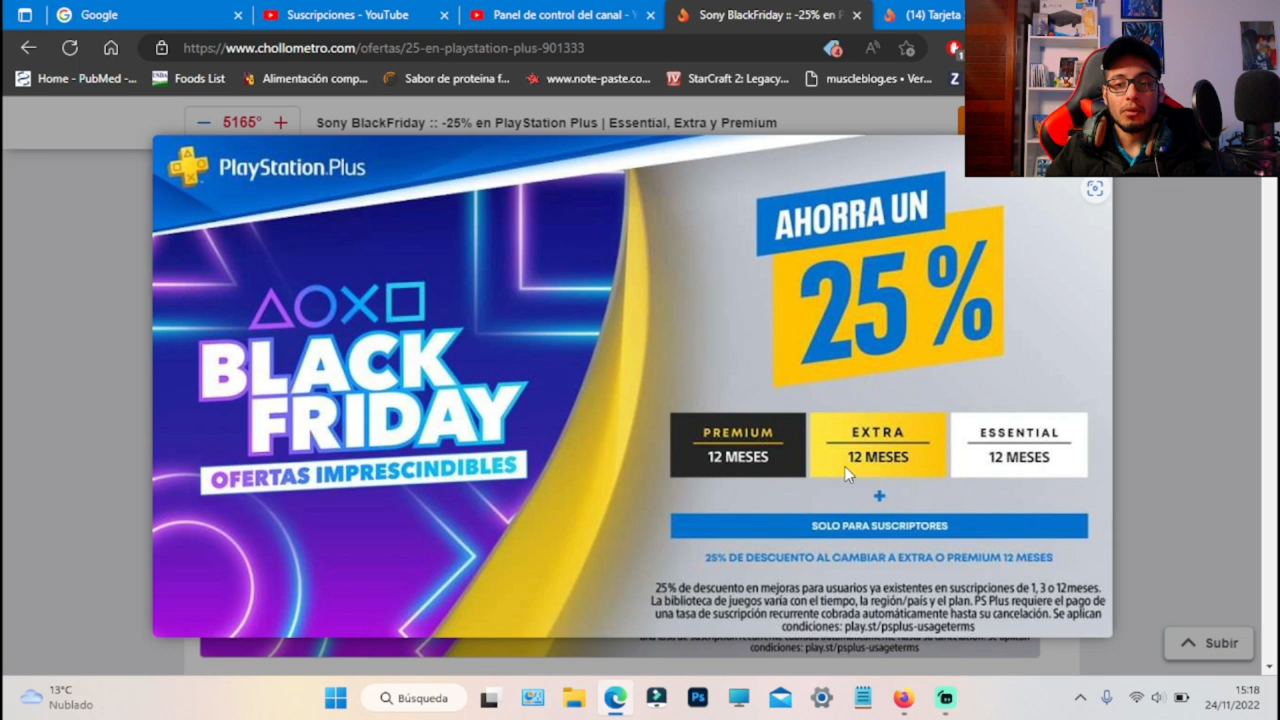 Google
Suscripciones - YouTube
Panel de control del canal - Y
Sony BlackFriday :: -25% en P
(14) Tarjeta
https://www.chollometro.com/ofertas/25-en-playstation-plus-901333
Home - PubMed -...
Foods List
Alimentación comp...
Sabor de proteina f...
www.note-paste.co...
StarCraft 2: Legacy...
muscleblog.es • Ver...
5165°
Sony BlackFriday :: -25% en PlayStation Plus | Essential, Extra y Premium
PlayStation Plus
BLACK
FRIDAY
OFERTAS IMPRESCINDIBLES
AHORRA UN
25%
PREMIUM
12 MESES
EXTRA
12 MESES
ESSENTIAL
12 MESES
+
SOLO PARA SUSCRIPTORES
25% DE DESCUENTO AL CAMBIAR A EXTRA O PREMIUM 12 MESES
25% de descuento en mejoras para usuarios ya existentes en suscripciones de 1, 3 o 12meses.
La biblioteca de juegos varía con el tiempo, la región/país y el plan. PS Plus requiere el pago de
una tasa de suscripción recurrente cobrada automáticamente hasta su cancelación. Se aplican
condiciones: play.st/psplus-usageterms
condiciones: play.st/psplus-usageterms
Subir
13°C
Nublado
Búsqueda
Ps
15:18
24/11/2022